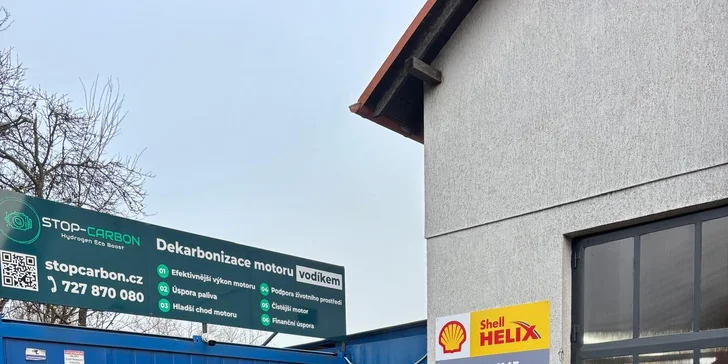 STOP-CARBON
Hydrogen Eco Boost
stopcarbon.cz
727 870 080
Dekarbonizace motoru vodíkem
01 Efektivnější výkon motoru
02 Úspora paliva
03 Hladší chod motoru
04 Podpora životního prostředí
05 Čistější motor
06 Finanční úspora
Shell
HELIX